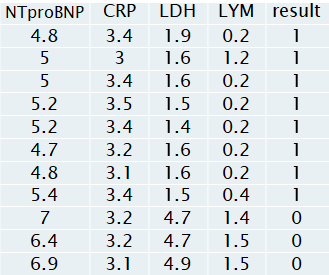 NTproBNP CRP LDH LYM result
4.8 3.4 1.9 0.2 1
5 3 1.6 1.2 1
5 3.4 1.6 0.2 1
5.2 3.5 1.5 0.2 1
5.2 3.4 1.4 0.2 1
4.7 3.2 1.6 0.2 1
4.8 3.1 1.6 0.2 1
5.4 3.4 1.5 0.4 1
7 3.2 4.7 1.4 0
6.4 3.2 4.7 1.5 0
6.9 3.1 4.9 1.5 0